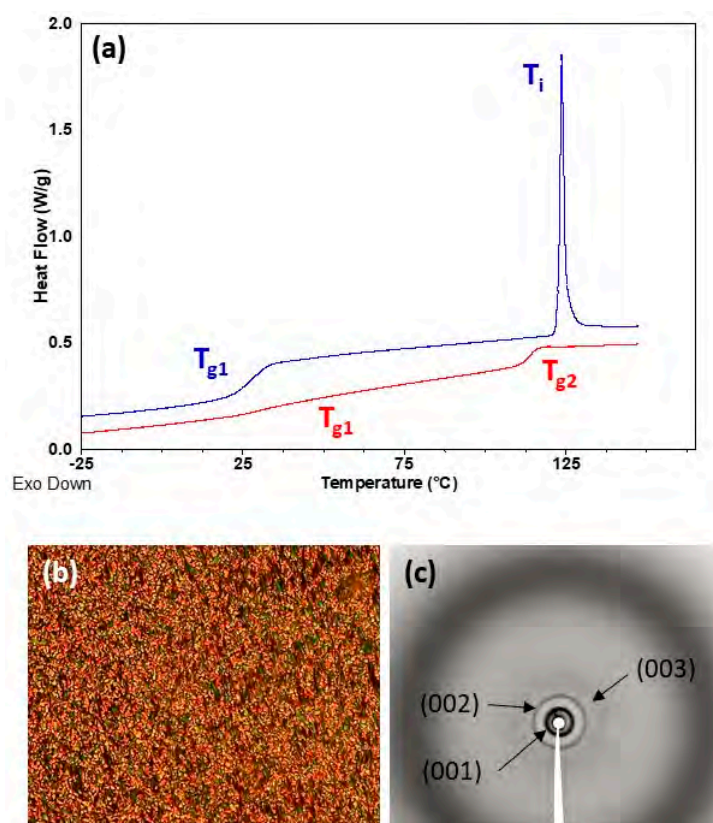 (a)
2.0
1.5
1.0
0.5
0.0
Heat Flow (W/g)
Ti
Tg1
Tg2
Tg1
-25
25
75
125
Exo Down
Temperature (°C)
(b)
(c)
(003)
(002)
(001)